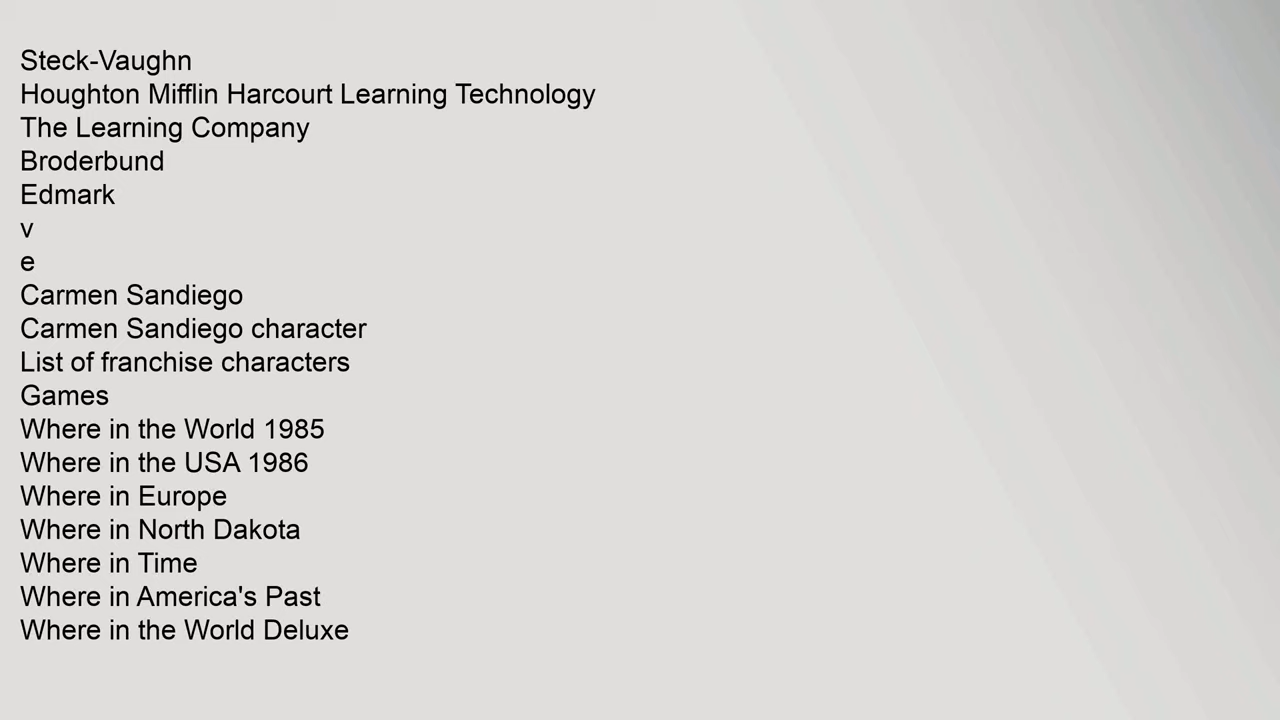 Steck-Vaughn
Houghton Mifflin Harcourt Learning Technology
The Learning Company
Broderbund
Edmark
v
e
Carmen Sandiego
Carmen Sandiego character
List of franchise characters
Games
Where in the World 1985
Where in the USA 1986
Where in Europe
Where in North Dakota
Where in Time
Where in America's Past
Where in the World Deluxe